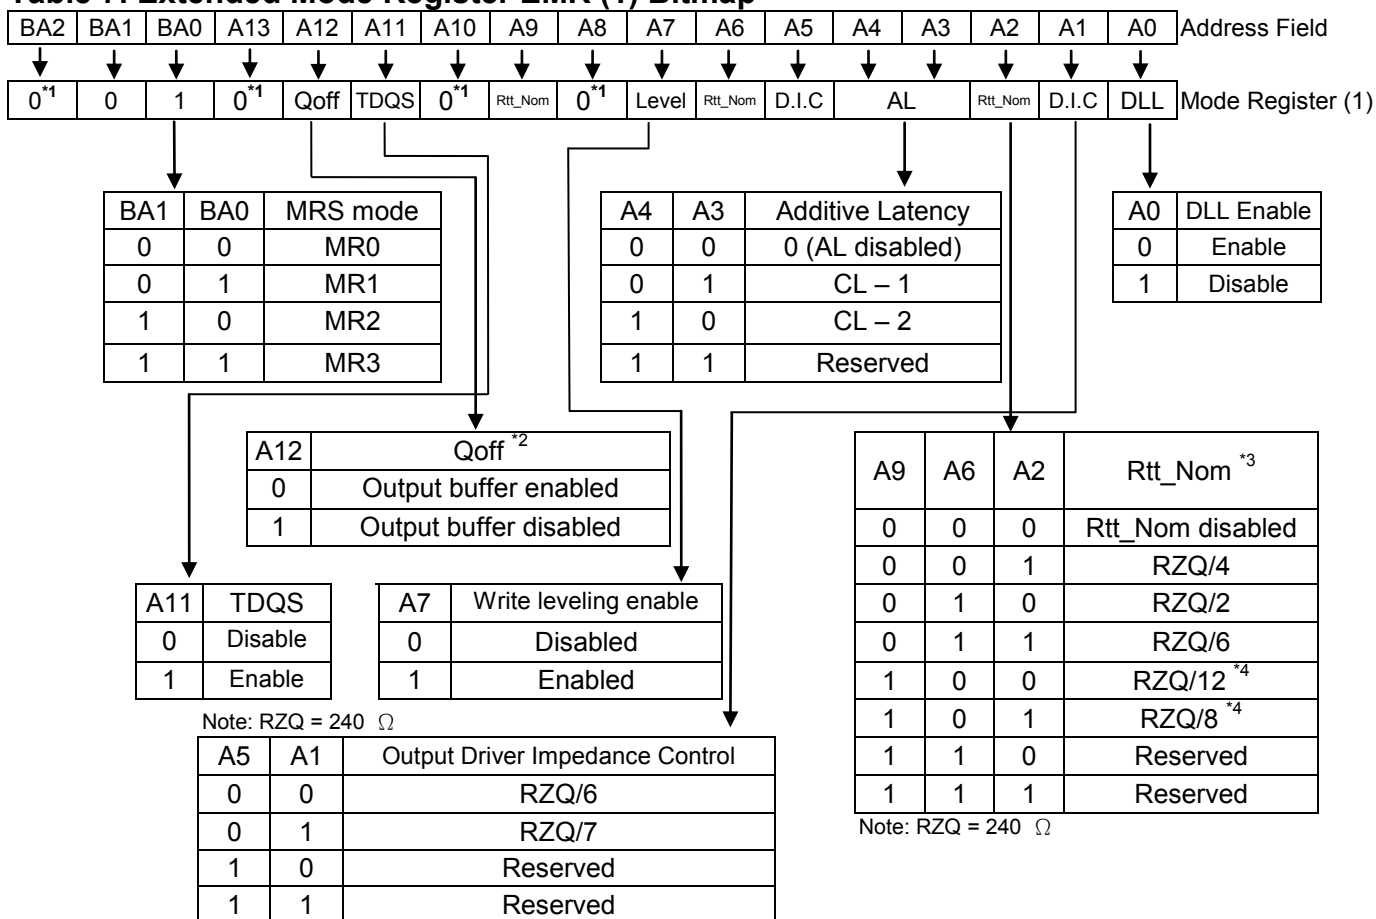 Table 7. Extended Mode Register EMR (1) Bitmap
BA2 BA1 BA0 A13 A12 A11 A10 A9 A8 A7 A6 A5 A4 A3 A2 A1 A0 Address Field
0*1 0 1 0*1 Qoff TDQS 0*1 Rtt_Nom 0*1 Level Rtt_Nom D.I.C AL Rtt_Nom D.I.C DLL Mode Register (1)
BA1 BA0 MRS mode
0 0 MR0
0 1 MR1
1 0 MR2
1 1 MR3
A4 A3 Additive Latency
0 0 0 (AL disabled)
0 1 CL – 1
1 0 CL – 2
1 1 Reserved
A0 DLL Enable
0 Enable
1 Disable
A12 Qoff *2
0 Output buffer enabled
1 Output buffer disabled
A9 A6 A2 Rtt_Nom *3
0 0 0 Rtt_Nom disabled
0 0 1 RZQ/4
0 1 0 RZQ/2
0 1 1 RZQ/6
1 0 0 RZQ/12 *4
1 0 1 RZQ/8 *4
1 1 0 Reserved
1 1 1 Reserved
Note: RZQ = 240 Ω
A11 TDQS
0 Disable
1 Enable
A7 Write leveling enable
0 Disabled
1 Enabled
Note: RZQ = 240 Ω
A5 A1 Output Driver Impedance Control
0 0 RZQ/6
0 1 RZQ/7
1 0 Reserved
1 1 Reserved